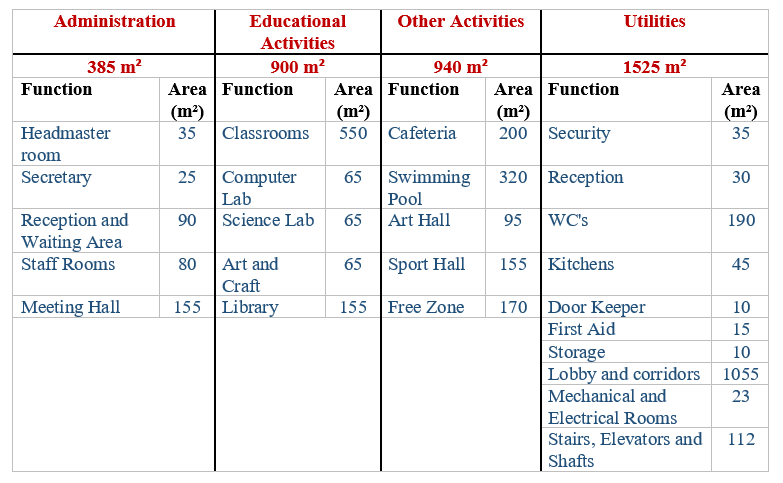 Administration Educational Activities Other Activities Utilities
385 m² 900 m² 940 m² 1525 m²
Function Area (m²) Function Area (m²) Function Area (m²) Function Area (m²)
Headmaster room 35 Classrooms 550 Cafeteria 200 Security 35
Secretary 25 Computer Lab 65 Swimming Pool 320 Reception 30
Reception and Waiting Area 90 Science Lab 65 Art Hall 95 WC's 190
Staff Rooms 80 Art and Craft 65 Sport Hall 155 Kitchens 45
Meeting Hall 155 Library 155 Free Zone 170 Door Keeper 10
First Aid 15
Storage 10
Lobby and corridors 1055
Mechanical and Electrical Rooms 23
Stairs, Elevators and Shafts 112